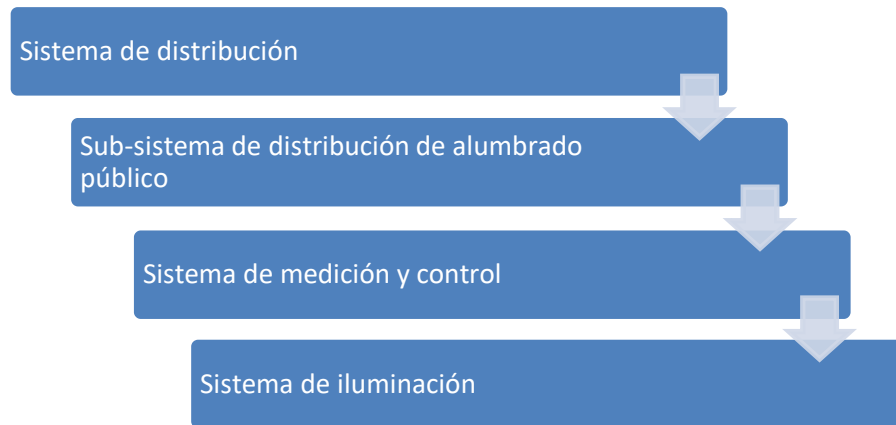 Sistema de distribución
Sub-sistema de distribución de alumbrado
público
Sistema de medición y control
Sistema de iluminación